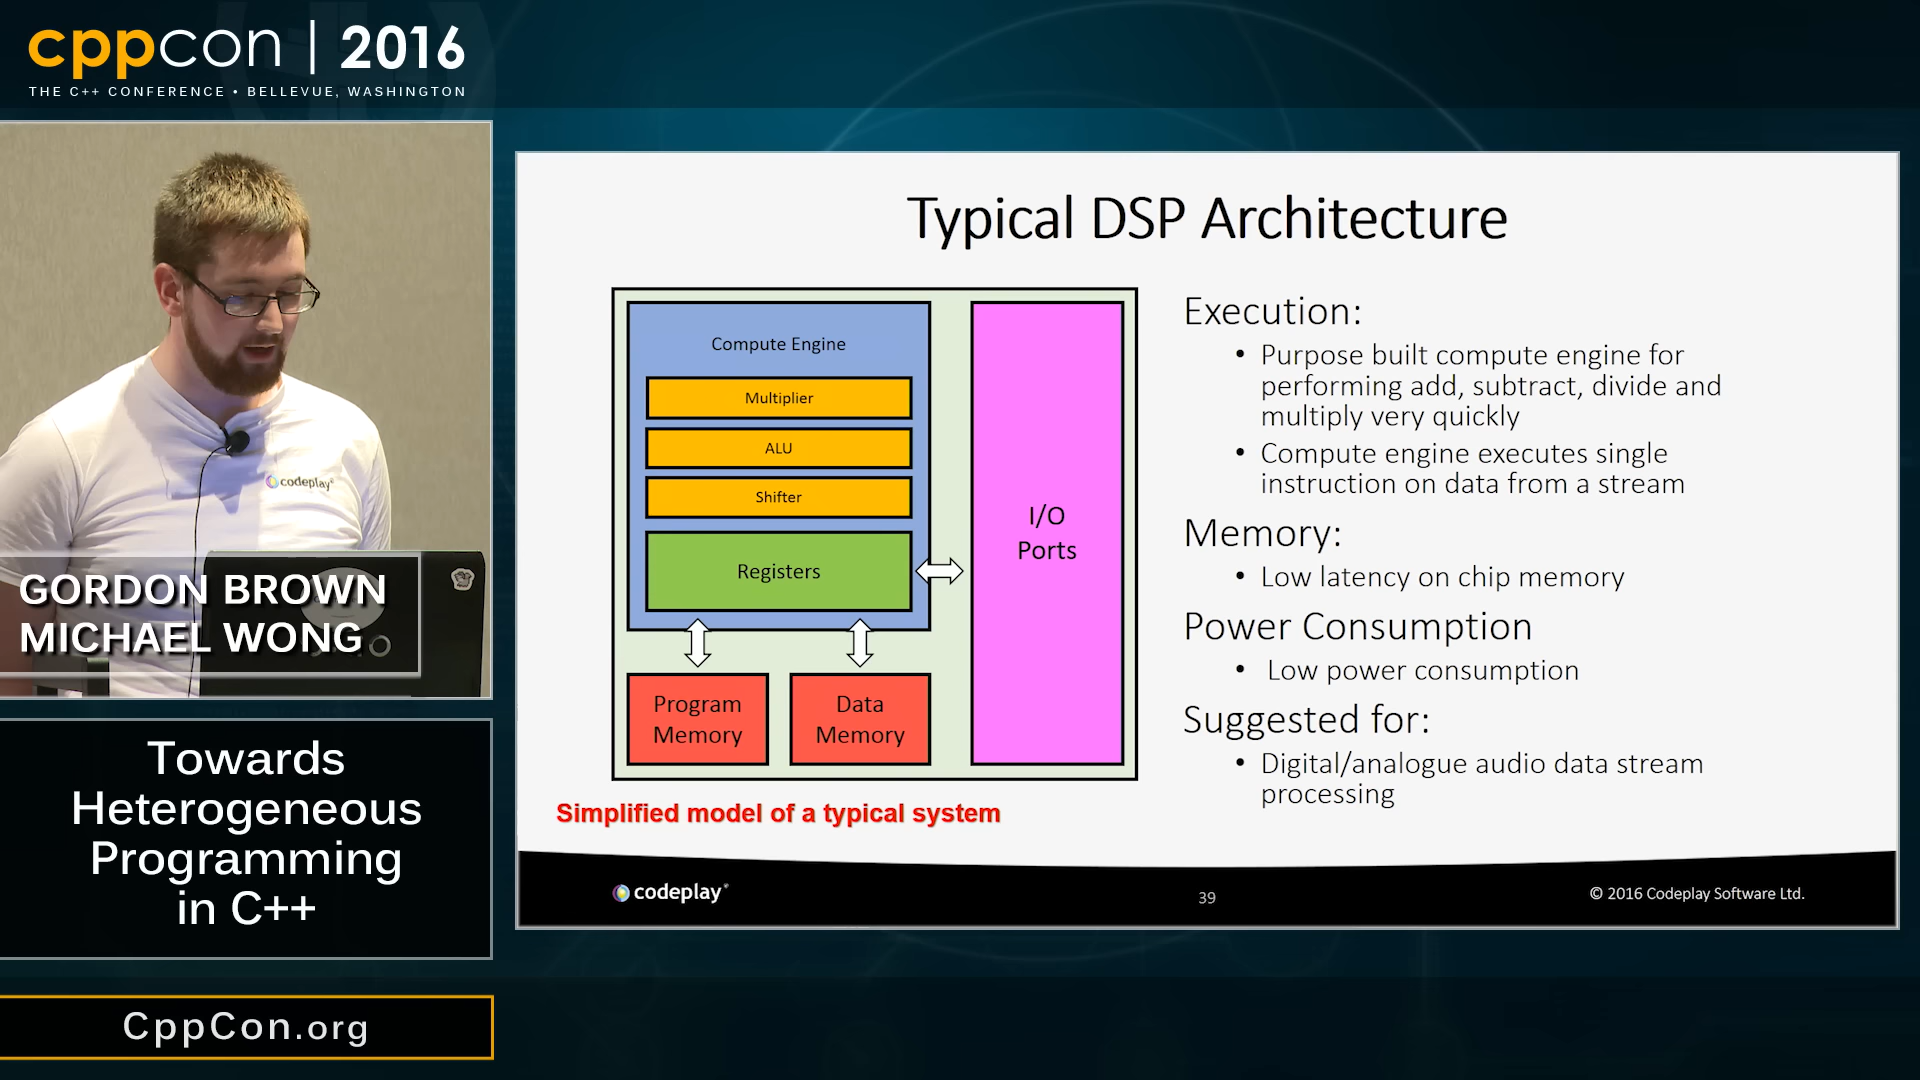 cppcon | 2016
THE C++ CONFERENCE • BELLEVUE, WASHINGTON
codeplay
GORDON BROWN
MICHAEL WONG
Towards
Heterogeneous
Programming
in C++
CppCon.org
Typical DSP Architecture
Compute Engine
Multiplier
ALU
Shifter
Registers
Program
Memory
Data
Memory
I/O
Ports
Simplified model of a typical system
Execution:
• Purpose built compute engine for
performing add, subtract, divide and
multiply very quickly
• Compute engine executes single
instruction on data from a stream
Memory:
• Low latency on chip memory
Power Consumption
• Low power consumption
Suggested for:
• Digital/analogue audio data stream
processing
codeplay®
39
© 2016 Codeplay Software Ltd.